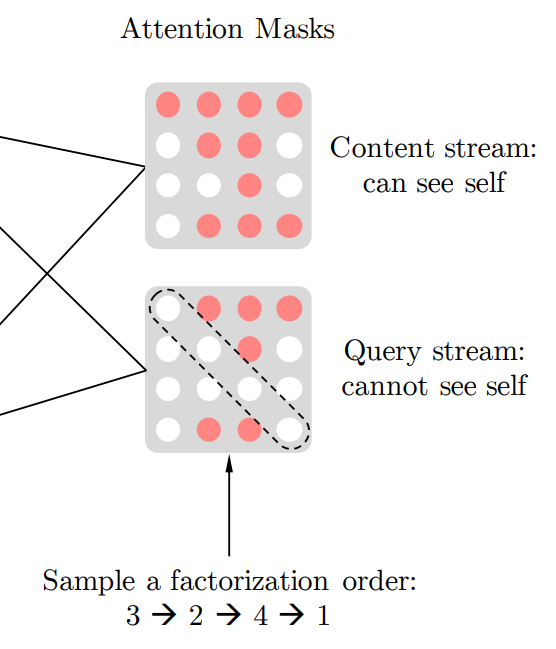 Attention Masks
Content stream:
can see self
Query stream:
cannot see self
Sample a factorization order:
3 → 2 → 4 → 1